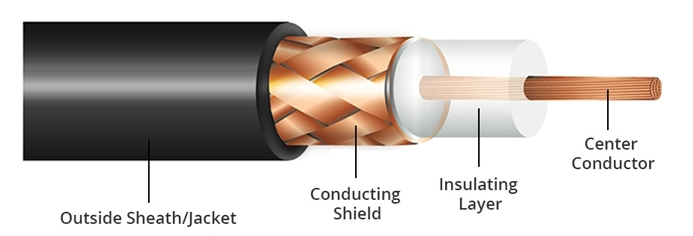 Outside Sheath/Jacket
Conducting
Shield
Insulating
Layer
Center
Conductor